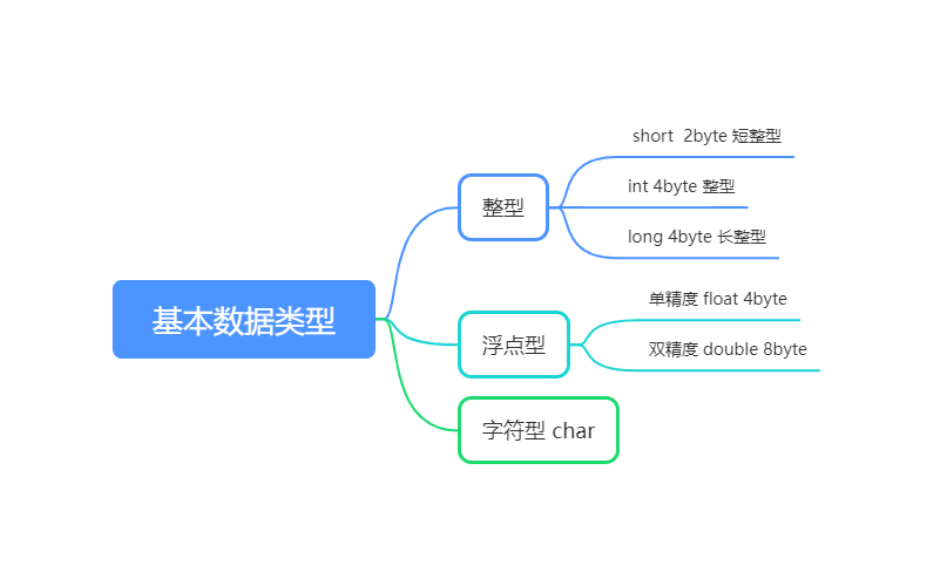 基本数据类型
整型
short  2byte 短整型
int 4byte 整型
long 4byte 长整型
浮点型
单精度 float 4byte
双精度 double 8byte
字符型 char